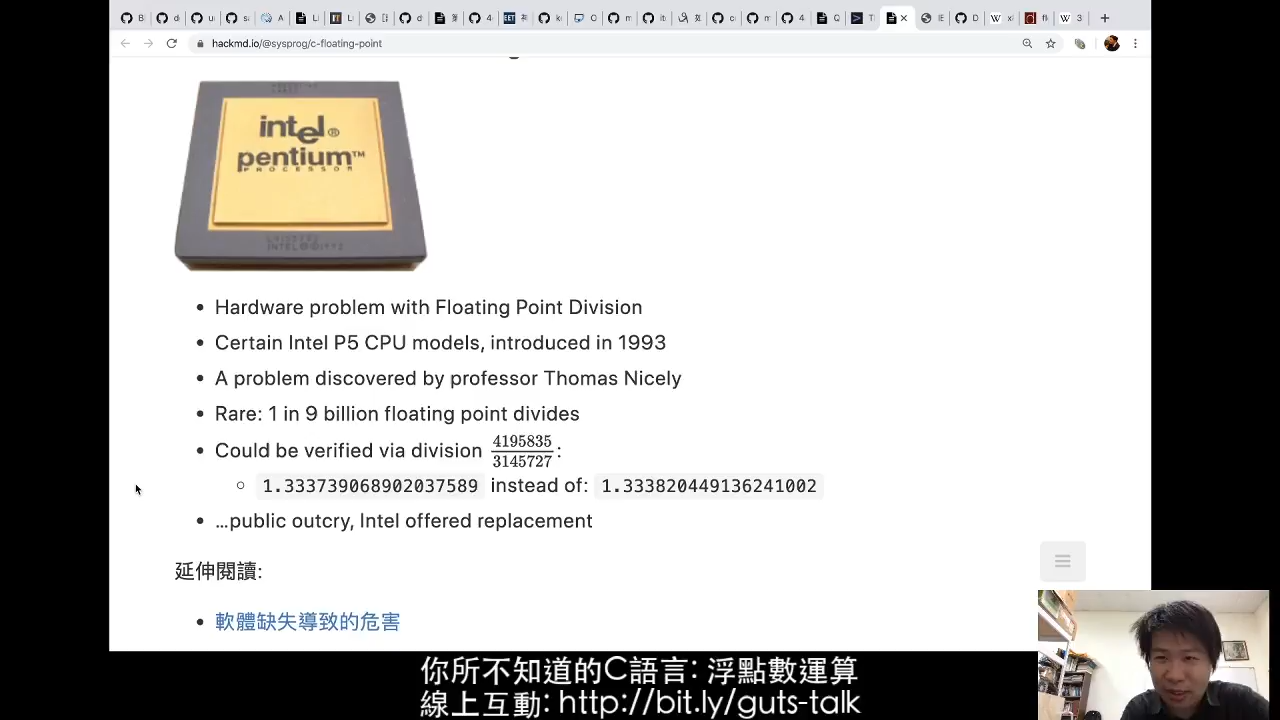 hackmd.io/@sysprog/c-floating-point
intel®
pentium™
PROCESSOR
• Hardware problem with Floating Point Division
• Certain Intel P5 CPU models, introduced in 1993
• A problem discovered by professor Thomas Nicely
• Rare: 1 in 9 billion floating point divides
• Could be verified via division 4195835/3145727:
1.333739068902037589 instead of: 1.333820449136241002
• …public outcry, Intel offered replacement
延伸閱讀:
• 軟體缺失導致的危害
你所不知道的C語言: 浮點數運算
線上互動: http://bit.ly/guts-talk